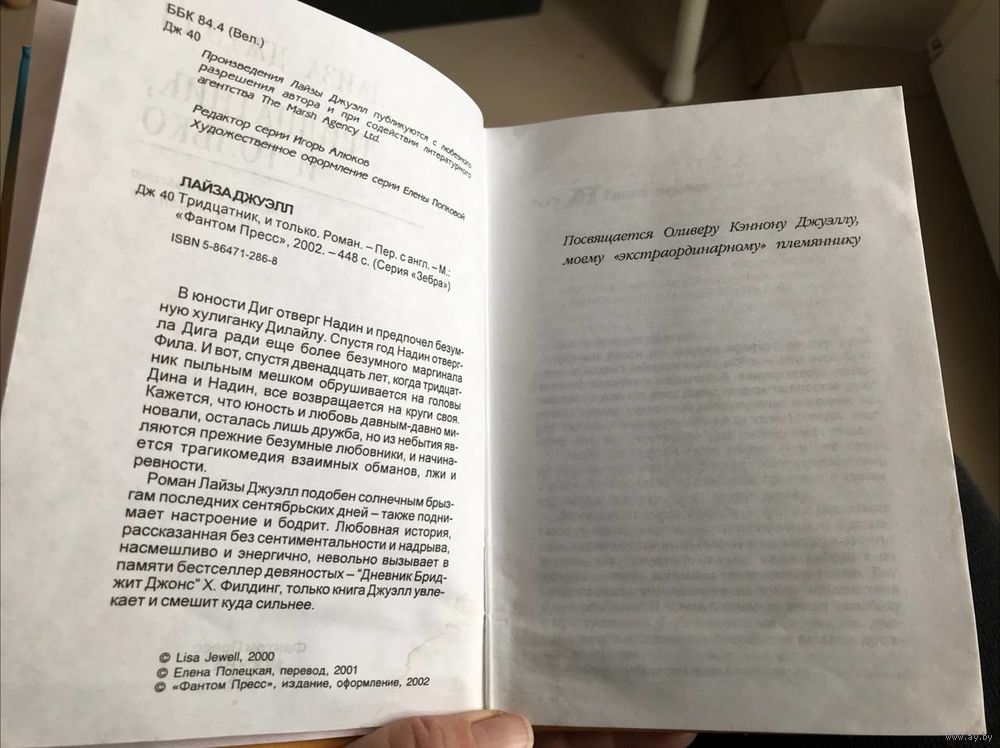 ББК 84.4 (Вел.)
Дж 40
Произведения Лайзы Джуэлл публикуются с любезного
разрешения автора и при содействии литературного
агентства The Marsh Agency Ltd.
Редактор серии Игорь Алюков
Художественное оформление серии Елены Попковой
ЛАЙЗА ДЖУЭЛЛ
Дж 40 Тридцатник, и только. Роман. – Пер. с англ. – М.:
«Фантом Пресс», 2002. – 448 с. (Серия «Зебра»)
ISBN 5-86471-286-8
В юности Диг отверг Надин и предпочел безум-
ную хулиганку Дилайлу. Спустя год Надин отверг-
ла Дига ради еще более безумного маргинала
Фила. И вот, спустя двенадцать лет, когда тридцат-
ник пыльным мешком обрушивается на головы
Дина и Надин, все возвращается на круги своя.
Кажется, что юность и любовь давным-давно ми-
новали, осталась лишь дружба, но из небытия яв-
ляются прежние безумные любовники, и начина-
ется трагикомедия взаимных обманов, лжи и
ревности.
Роман Лайзы Джуэлл подобен солнечным брыз-
гам последних сентябрьских дней – также подни-
мает настроение и бодрит. Любовная история,
рассказанная без сентиментальности и надрыва,
насмешливо и энергично, невольно вызывает в
памяти бестселлер девяностых – "Дневник Брид-
жит Джонс" Х. Филдинг, только книга Джуэлл увле-
кает и смешит куда сильнее.
© Lisa Jewell, 2000
© Елена Полецкая, перевод, 2001
© «Фантом Пресс», издание, оформление, 2002
Посвящается Оливеру Кэннону Джуэллу,
моему «экстраординарному» племяннику
www.ay.by